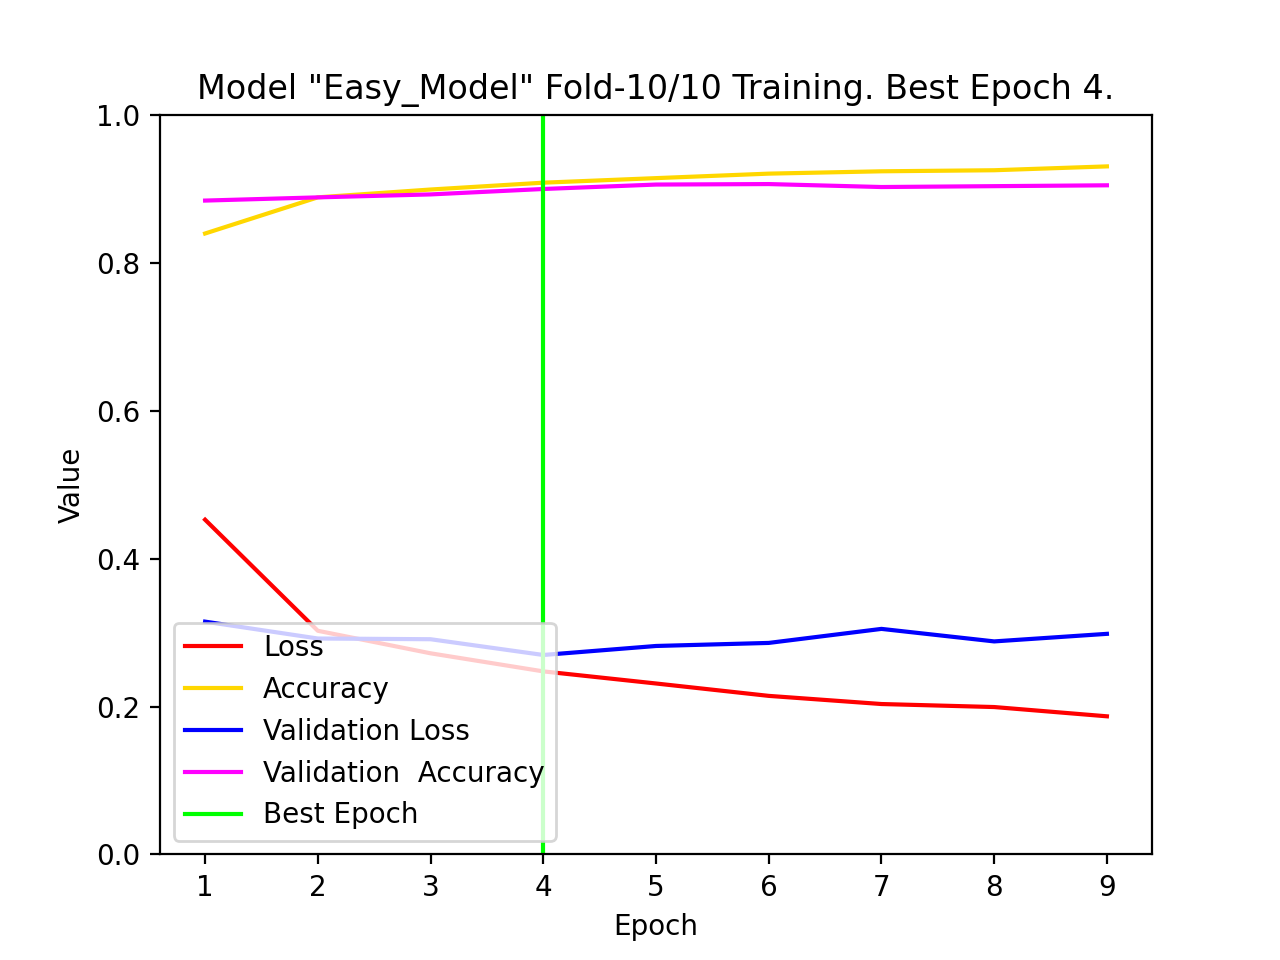 Model "Easy_Model" Fold-10/10 Training. Best Epoch 4.
1.0
0.8
0.6
0.4
0.2
0.0
Value
Loss
Accuracy
Validation Loss
Validation  Accuracy
Best Epoch
1 2 3 4 5 6 7 8 9
Epoch